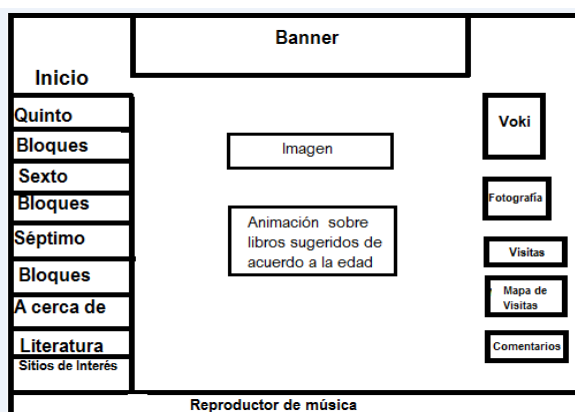 Banner
Inicio
Quinto
Bloques
Sexto
Bloques
Séptimo
Bloques
A cerca de
Literatura
Sitios de Interés
Imagen
Animación sobre
libros sugeridos de
acuerdo a la edad
Voki
Fotografía
Visitas
Mapa de
Visitas
Comentarios
Reproductor de música